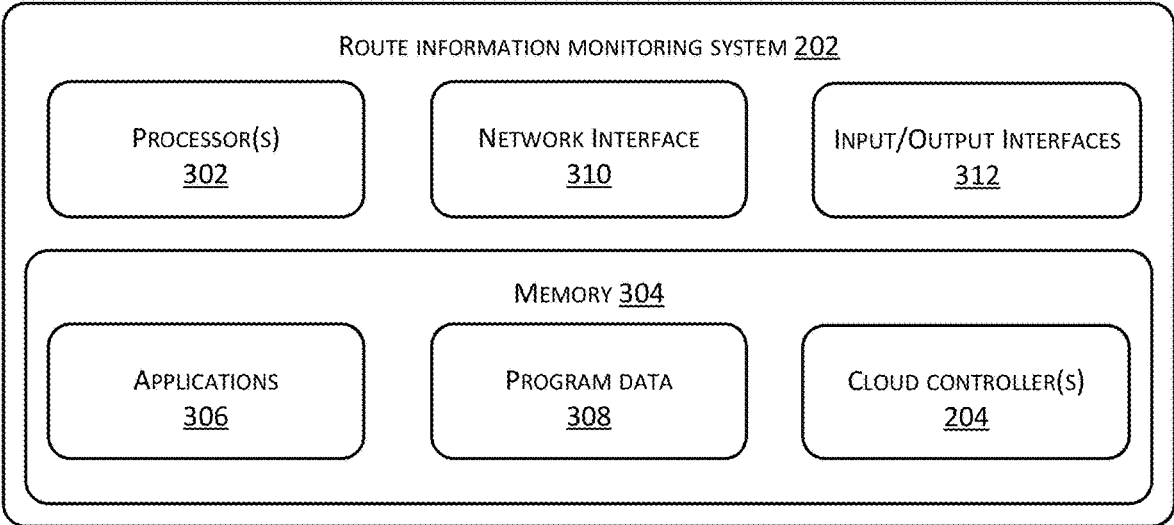 Route information monitoring system 202
Processor(s)
302
Network Interface
310
Input/Output Interfaces
312
Memory 304
Applications
306
Program data
308
Cloud controller(s)
204